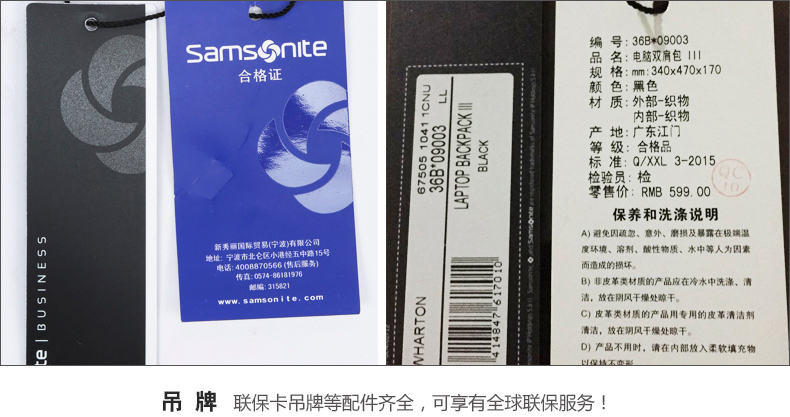 te | BUSINESS
Samsonite
合格证
新秀丽国际贸易(宁波)有限公司
地址: 宁波市北仑区小港经五中路15号
电话: 4008870566 (售后服务)
传真: 0574-86181976
邮编: 315821
www.samsonite.com
67505 1041 1CNU
36B*09003 LL
LAPTOP BACKPACK III
BLACK
WHARTON
5 414847 617010
编 号: 36B*09003
品 名: 电脑双肩包 III
规 格: mm: 340x470x170
颜 色: 黑色
材 质: 外部-织物
内部-织物
产 地: 广东江门
等 级: 合格品
标 准: Q/XXL 3-2015
检验员: 检
QC
10
零售价: RMB 599.00
保养和洗涤说明
A) 避免因疏忽、意外、磨损及暴露在极端温
度环境、溶剂、酸性物质、水中等人为因素
而造成的损坏。
B) 非皮革类材质的产品应在冷水中洗涤、清
洁，放在阴风干燥处晾干。
C) 皮革类材质的产品用专用的皮革清洁剂
清洁，放在阴风干燥处晾干。
D) 产品不用时，请在内部放入柔软填充物
以保持不变形
吊 牌 联保卡吊牌等配件齐全，可享有全球联保服务！